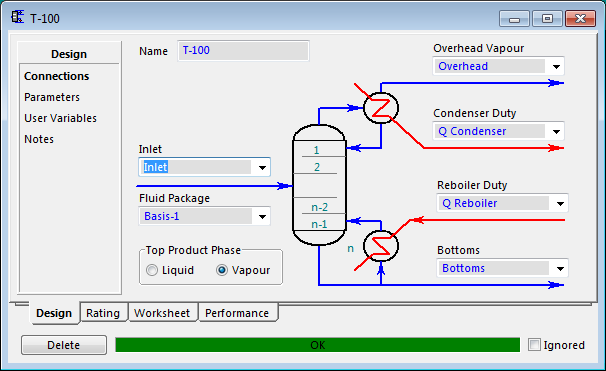 T-100
Design
Connections
Parameters
User Variables
Notes
Name T-100
Inlet
Inlet
Fluid Package
Basis-1
Top Product Phase
Liquid Vapour
1
2
n-2
n-1
n
Overhead Vapour
Overhead
Condenser Duty
Q Condenser
Reboiler Duty
Q Reboiler
Bottoms
Bottoms
Design Rating Worksheet Performance
Delete OK Ignored